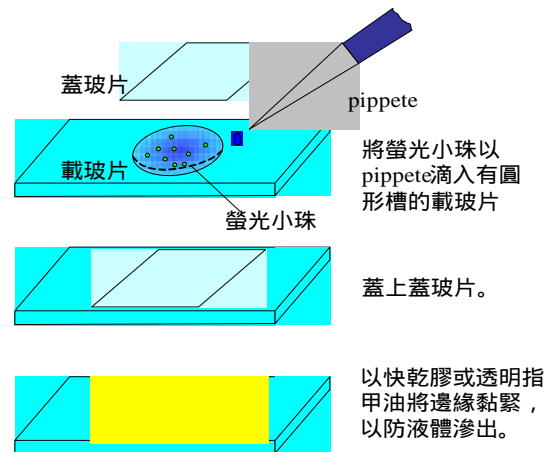 蓋玻片
pippete
載玻片
螢光小珠
將螢光小珠以
pippete滴入有圓
形槽的載玻片
蓋上蓋玻片。
以快乾膠或透明指
甲油將邊緣黏緊，
以防液體滲出。